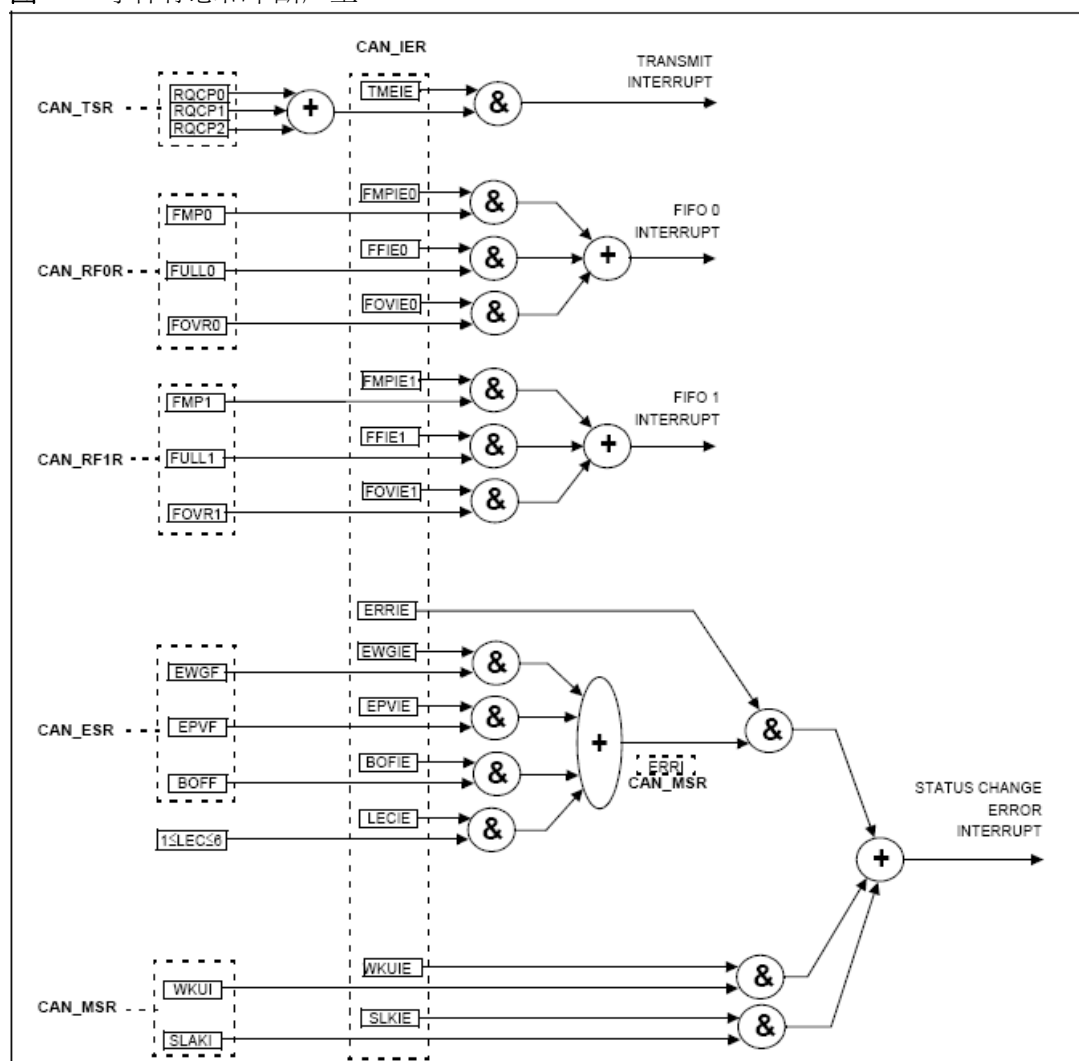 CAN_IER
TRANSMIT
INTERRUPT
CAN_TSR
RQCP0
RQCP1
RQCP2
+
TMEIE
&
FMPIE0
&
FMP0
FIFO 0
INTERRUPT
FFIE0
&
+
CAN_RF0R
FULL0
FOVIE0
&
FOVR0
FMPIE1
&
FMP1
FIFO 1
INTERRUPT
FFIE1
&
+
CAN_RF1R
FULL1
FOVIE1
&
FOVR1
ERRIE
EWGIE
&
EWGF
EPVIE
&
&
CAN_ESR
EPVF
+
BOFIE
&
ERRI
CAN_MSR
BOFF
STATUS CHANGE
ERROR
INTERRUPT
LECIE
&
1≤LEC≤6
+
WKUIE
&
WKUI
CAN_MSR
SLKIE
&
SLAKI